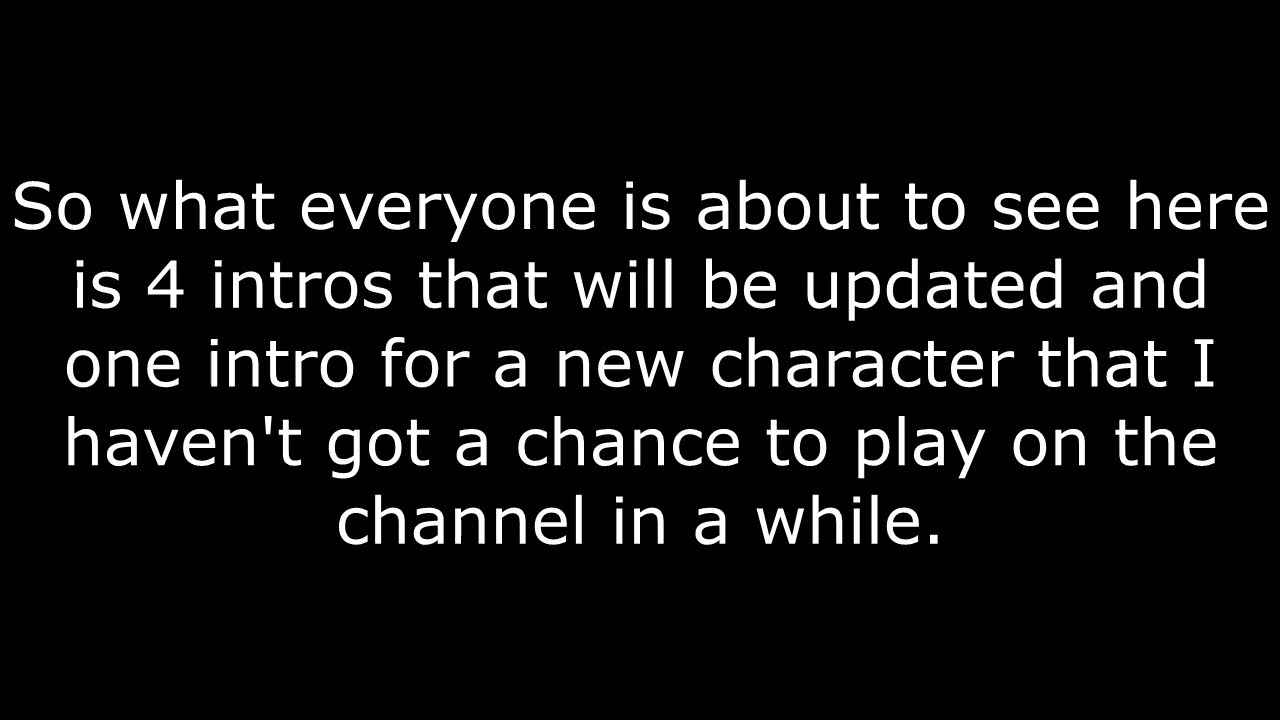 So what everyone is about to see here
is 4 intros that will be updated and
one intro for a new character that I
haven't got a chance to play on the
channel in a while.